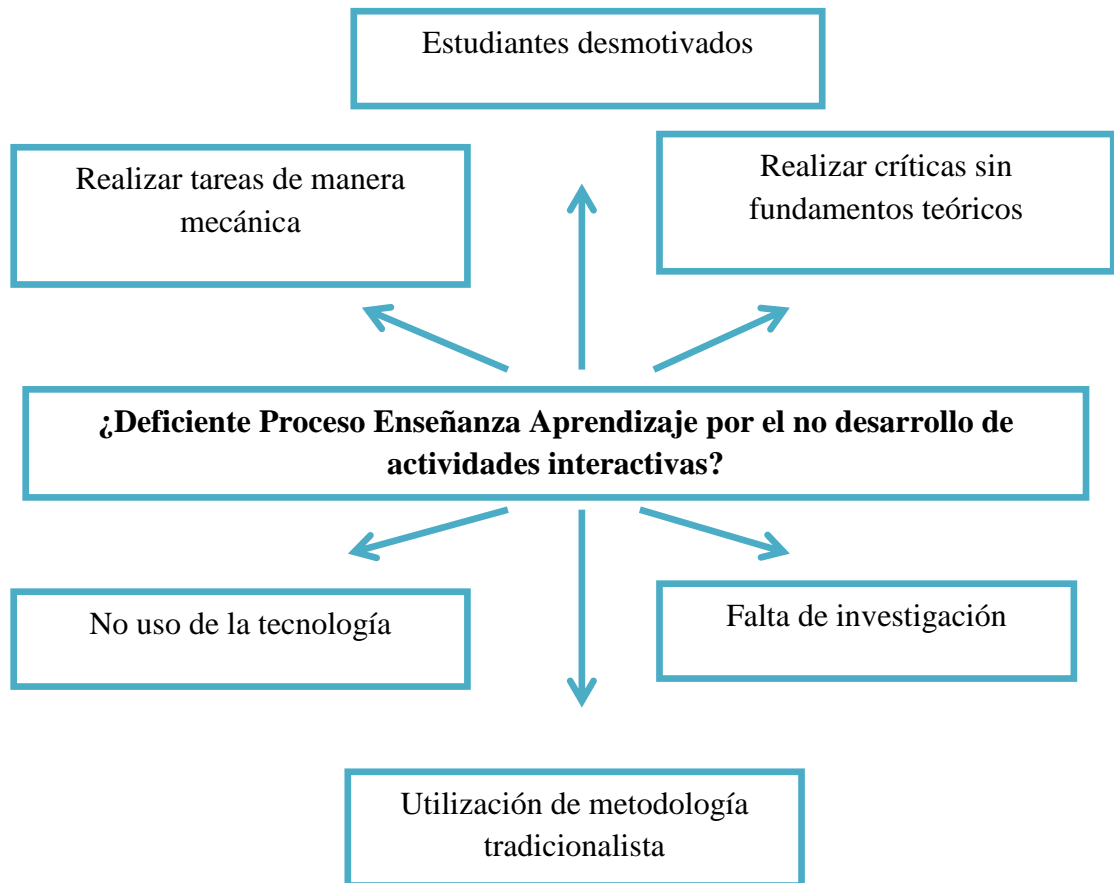 Estudiantes desmotivados
Realizar tareas de manera
mecánica
Realizar críticas sin
fundamentos teóricos
¿Deficiente Proceso Enseñanza Aprendizaje por el no desarrollo de
actividades interactivas?
No uso de la tecnología
Falta de investigación
Utilización de metodología
tradicionalista